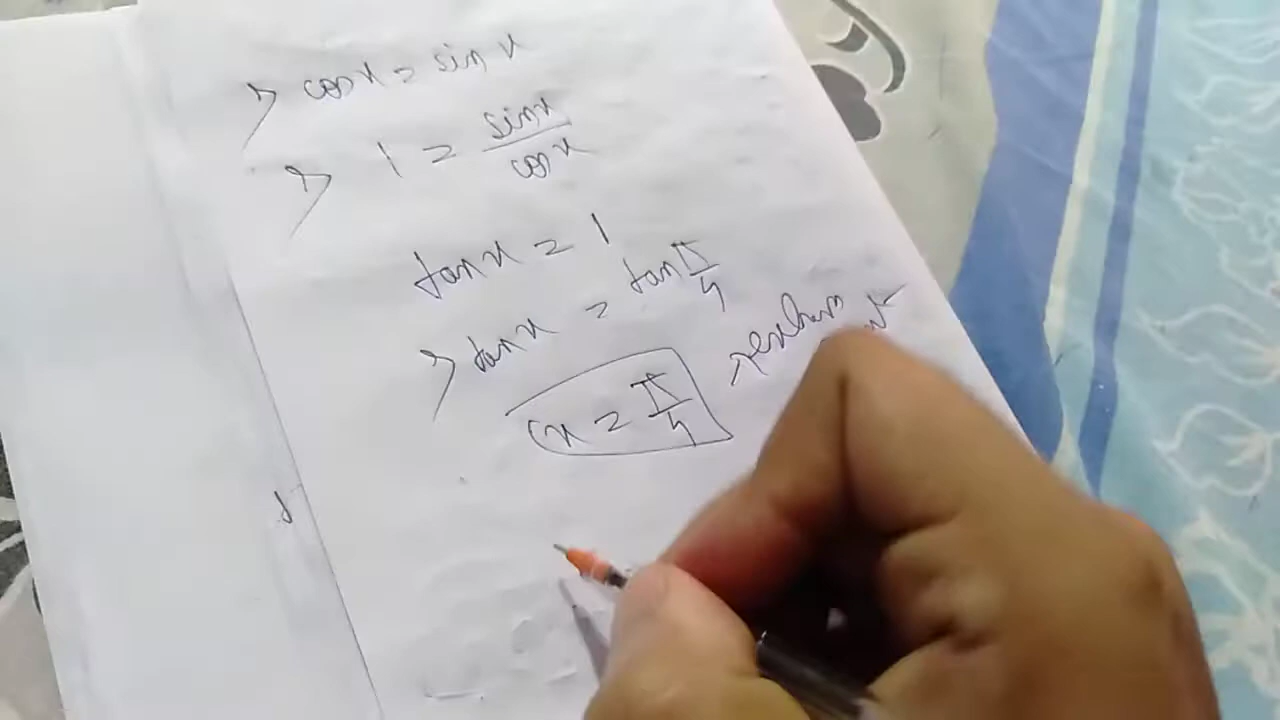 > cos x = sin x
> 1 = sin x / cos x
tan x = 1
> tan x = tan π/4
x = π/4